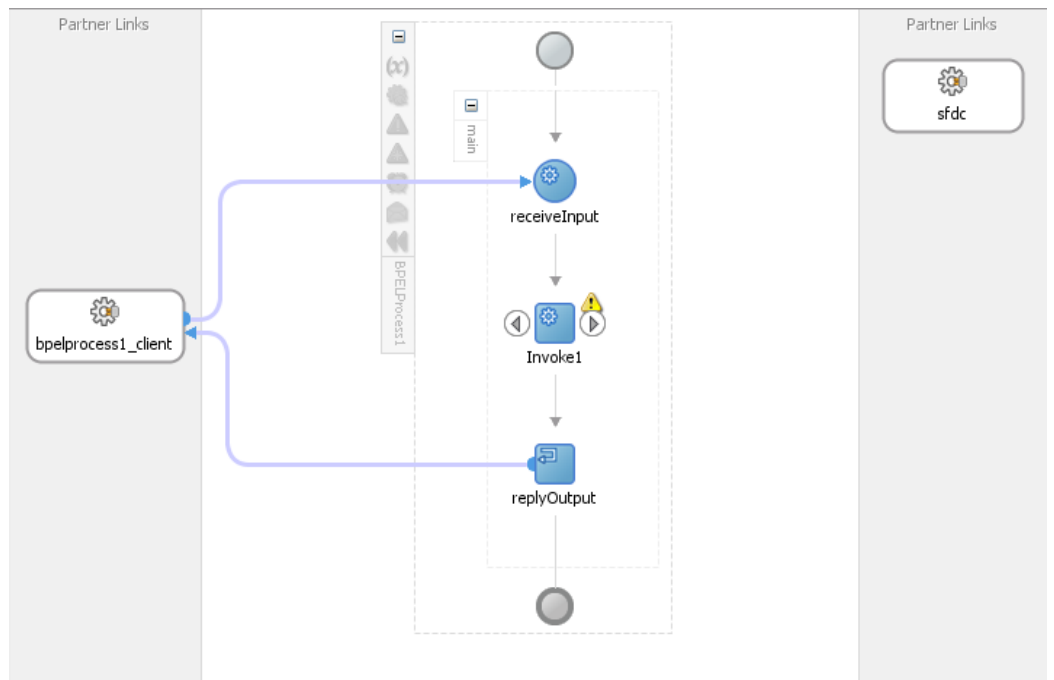 Partner Links
Partner Links
(x)
sfdc
main
receiveInput
BPELProcess1
bpelprocess1_client
Invoke1
replyOutput